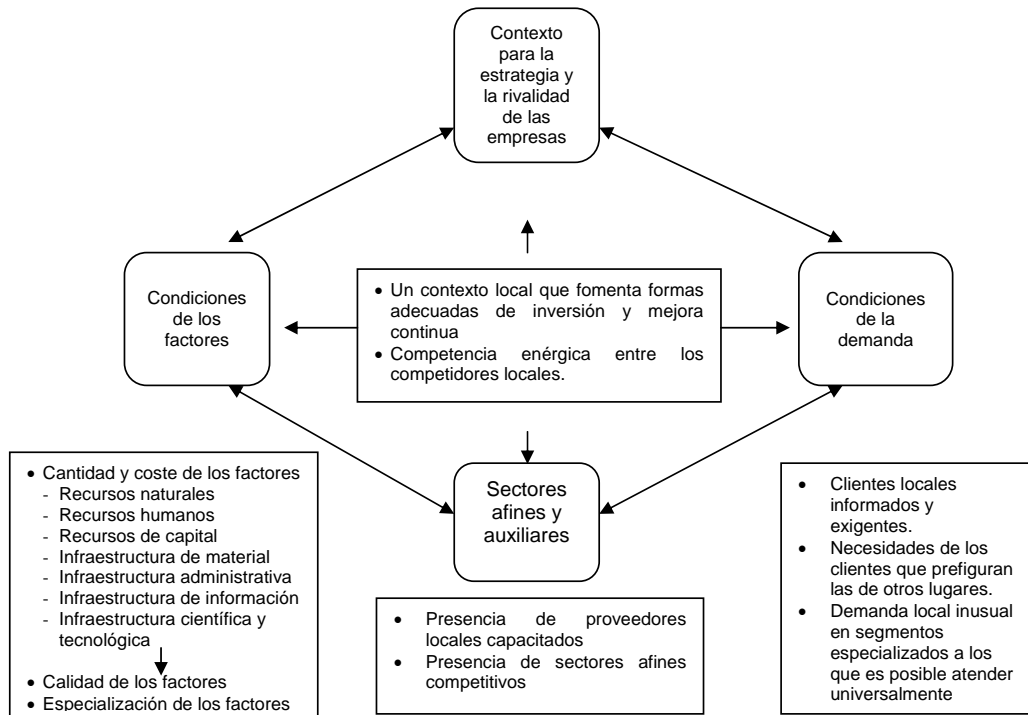 Contexto
para la
estrategia y
la rivalidad
de las
empresas
Condiciones
de los
factores
• Un contexto local que fomenta formas
adecuadas de inversión y mejora
continua
• Competencia enérgica entre los
competidores locales.
Condiciones
de la
demanda
• Cantidad y coste de los factores
- Recursos naturales
- Recursos humanos
- Recursos de capital
- Infraestructura de material
- Infraestructura administrativa
- Infraestructura de información
- Infraestructura científica y
tecnológica
• Calidad de los factores
• Especialización de los factores
Sectores
afines y
auxiliares
• Presencia de proveedores
locales capacitados
• Presencia de sectores afines
competitivos
• Clientes locales
informados y
exigentes.
• Necesidades de los
clientes que prefiguran
las de otros lugares.
• Demanda local inusual
en segmentos
especializados a los
que es posible atender
universalmente